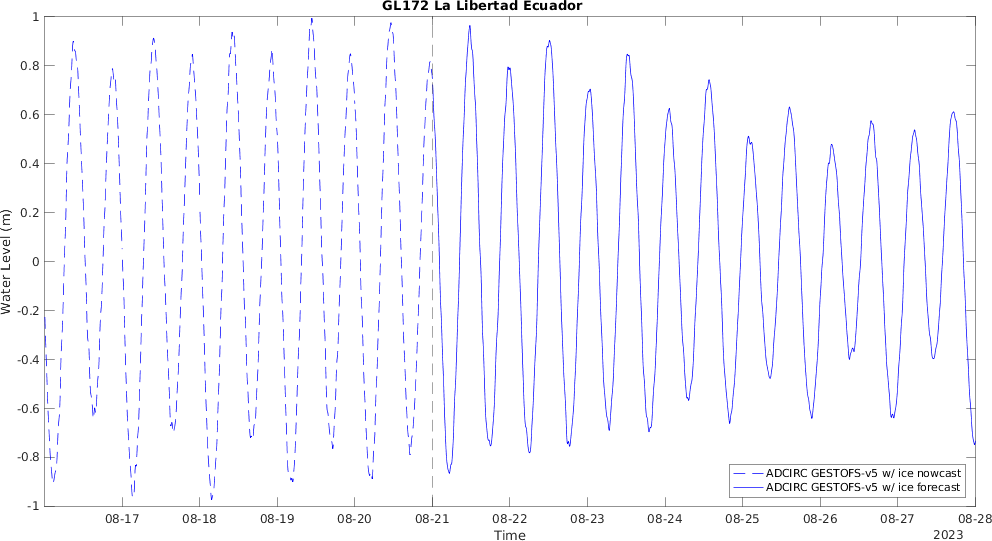 GL172 La Libertad Ecuador
1
0.8
0.6
0.4
0.2
0
-0.2
-0.4
-0.6
-0.8
-1
Water Level (m)
ADCIRC GESTOFS-v5 w/ ice nowcast
ADCIRC GESTOFS-v5 w/ ice forecast
08-17 08-18 08-19 08-20 08-21 08-22 08-23 08-24 08-25 08-26 08-27 08-28
Time
2023